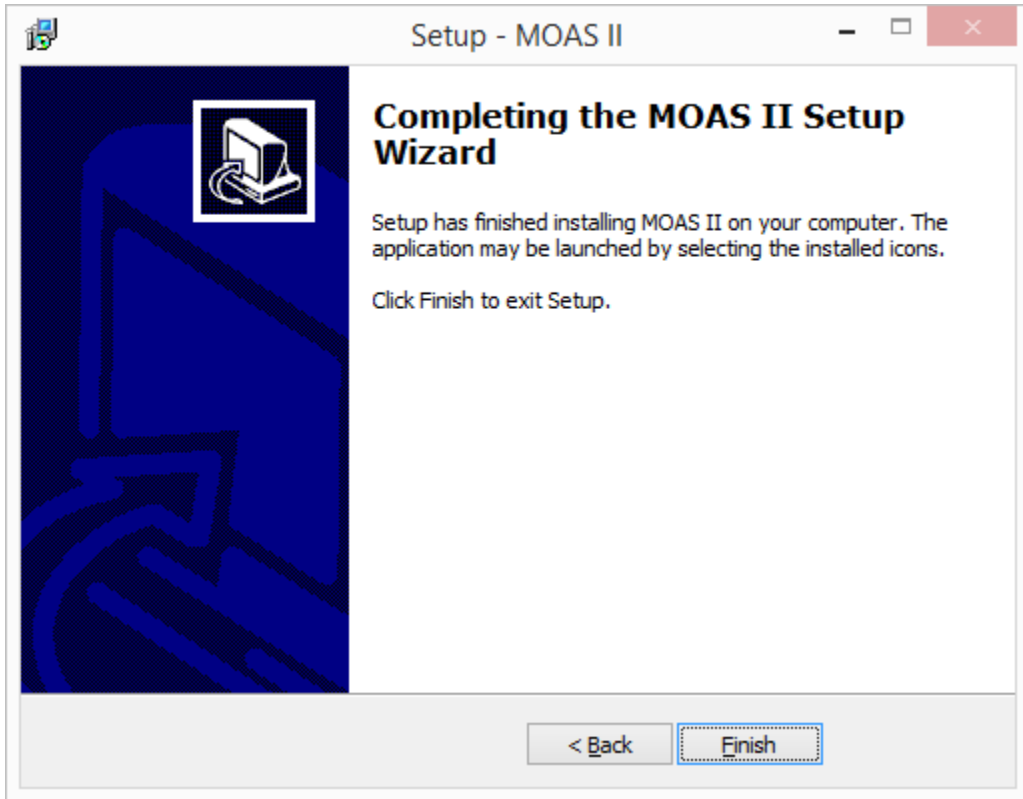 Setup - MOAS II
Completing the MOAS II Setup
Wizard
Setup has finished installing MOAS II on your computer. The
application may be launched by selecting the installed icons.
Click Finish to exit Setup.
< Back
Finish